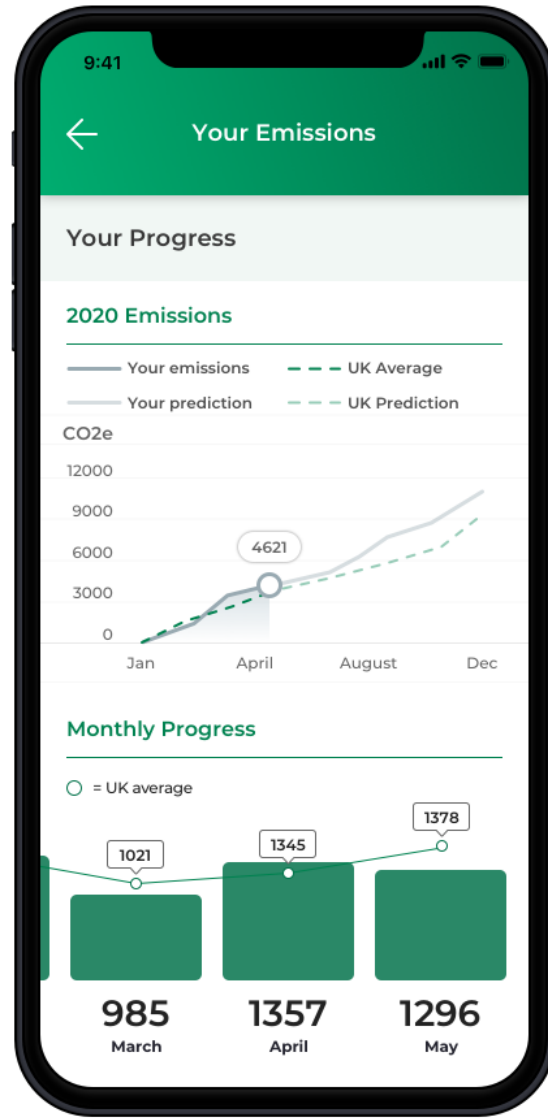 9:41
Your Emissions
Your Progress
2020 Emissions
Your emissions UK Average
Your prediction UK Prediction
CO2e
12000
9000
6000
4621
3000
0
Jan April August Dec
Monthly Progress
= UK average
1378
1345
1021
985 1357 1296
March April May